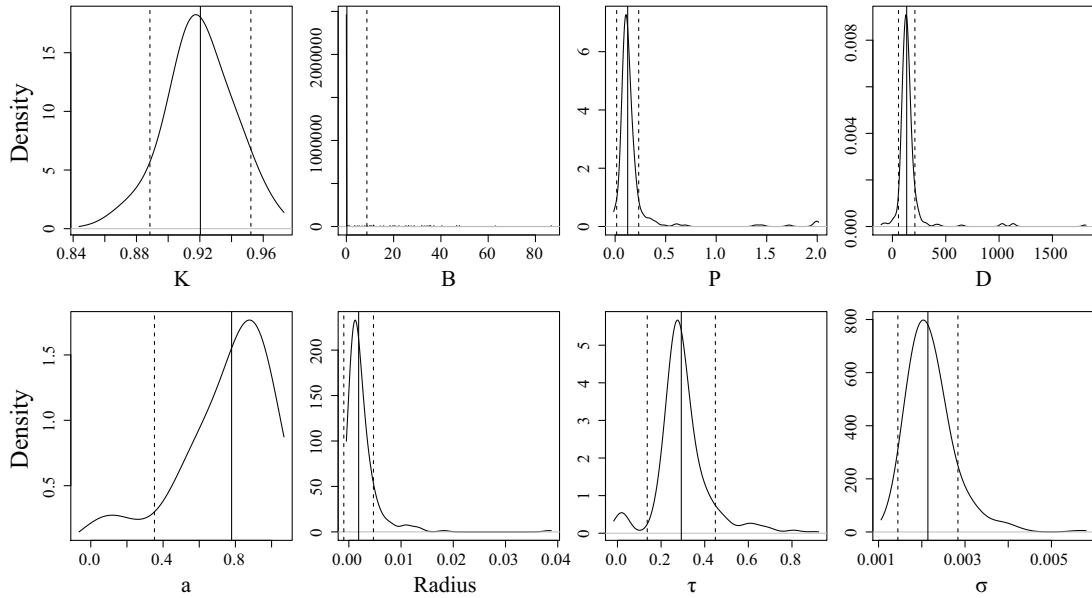 Density
15
10
5
0
0.84 0.88 0.92 0.96
K
2000000
1000000
0
0 20 40 60 80
B
6
4
2
0
0.0 0.5 1.0 1.5 2.0
P
0.008
0.004
0.000
0 500 1000 1500
D
Density
1.5
1.0
0.5
0.0 0.4 0.8
a
200
150
100
50
0
0.00 0.01 0.02 0.03 0.04
Radius
5
4
3
2
1
0
0.0 0.2 0.4 0.6 0.8
τ
800
600
400
200
0
0.001 0.003 0.005
σ